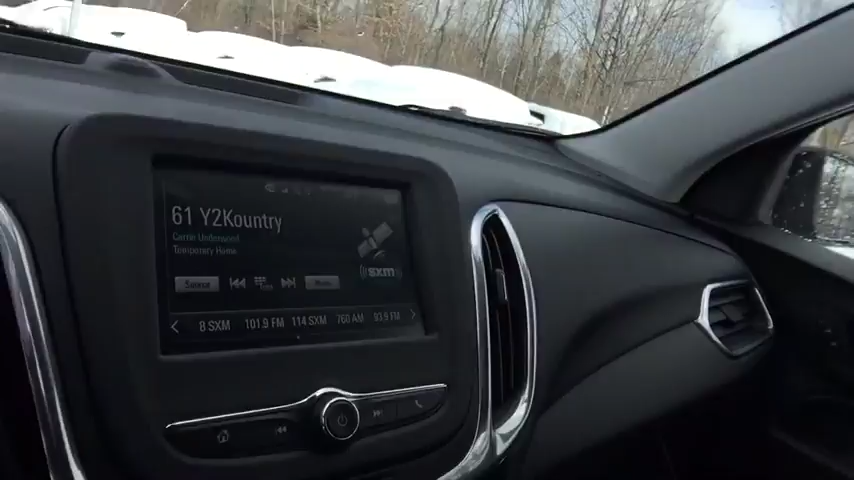 61 Y2Kountry
Carrie Underwood
Temporary Home
Source
sxm
8 SXM 101.9 FM 114 SXM 760 AM 93.9 FM